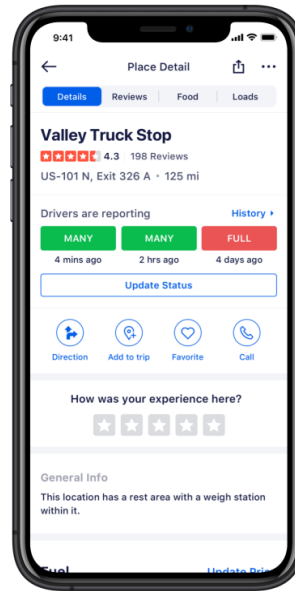 9:41
Place Detail
Details Reviews Food Loads
Valley Truck Stop
4.3 198 Reviews
US-101 N, Exit 326 A • 125 mi
Drivers are reporting History
MANY MANY FULL
4 mins ago 2 hrs ago 4 days ago
Update Status
Direction Add to trip Favorite Call
How was your experience here?
General Info
This location has a rest area with a weigh station
within it.
Fuel Update